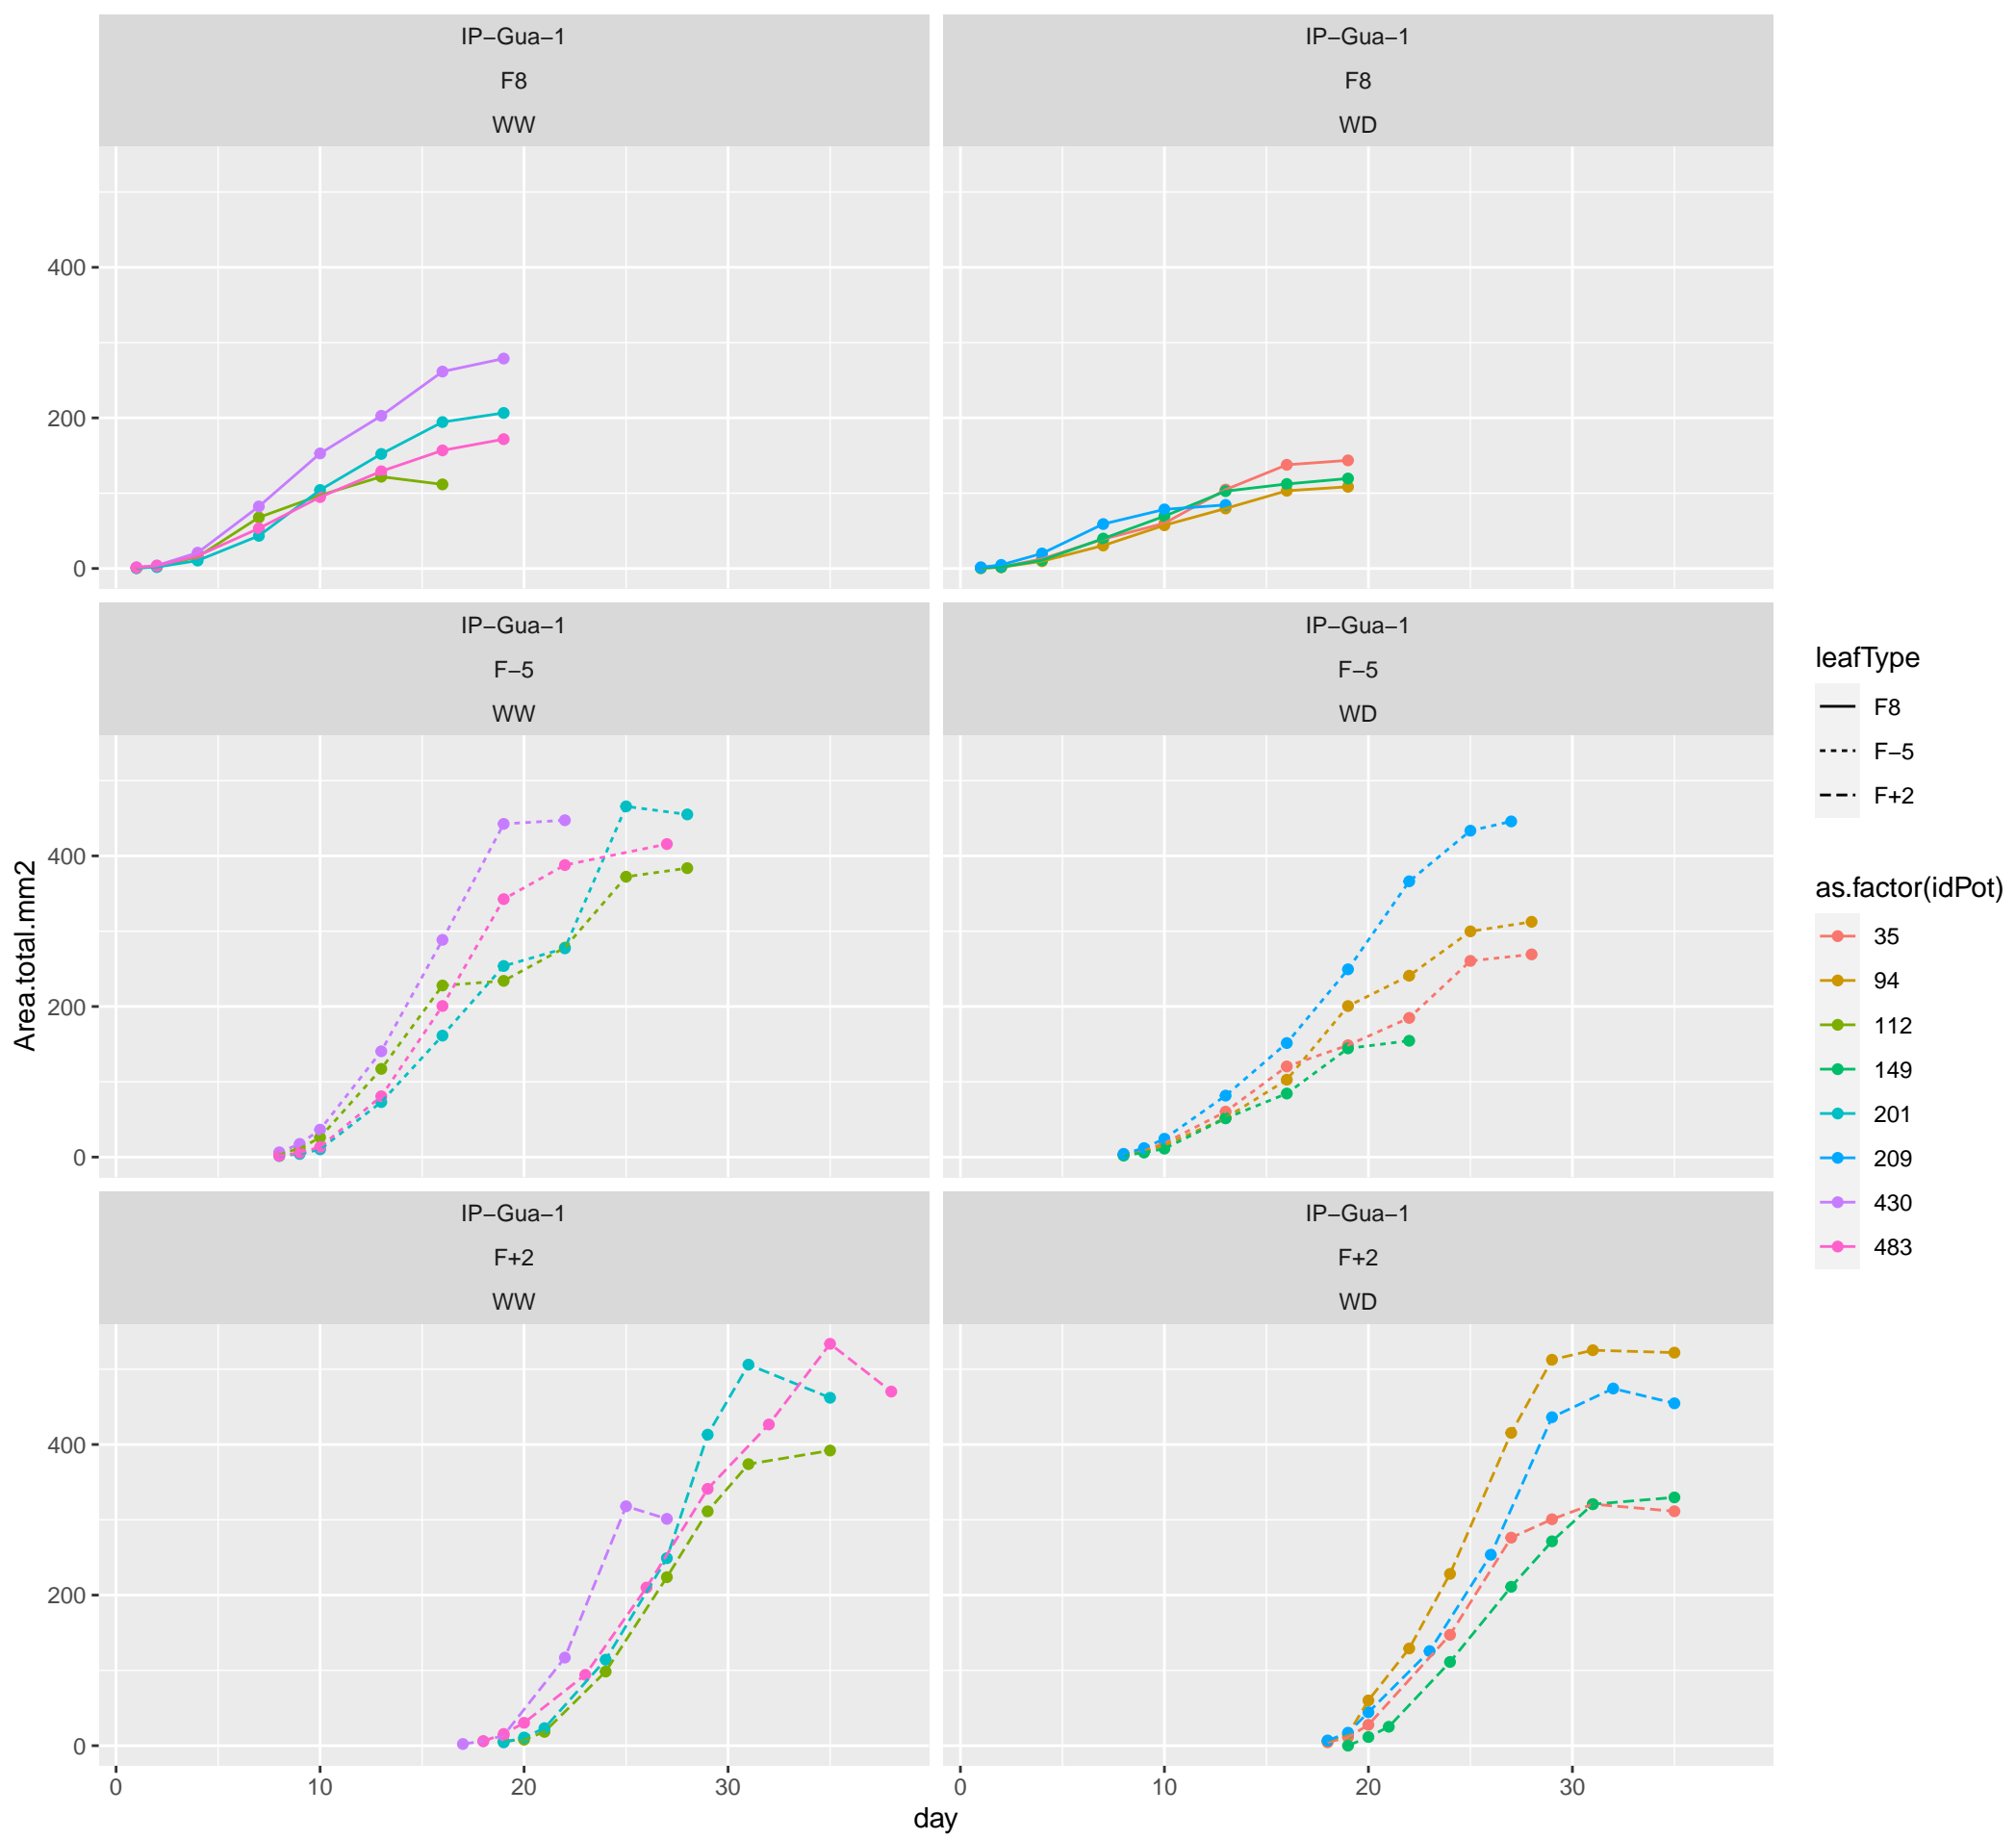 IP−Gua−1
F8
WW
IP−Gua−1
F8
WD
400
200
0
IP−Gua−1
F−5
WW
IP−Gua−1
F−5
WD
400
200
0
IP−Gua−1
F+2
WW
IP−Gua−1
F+2
WD
400
200
0
0
10
20
30
0
10
20
30
day
Area.total.mm2
leafType
F8
F−5
F+2
as.factor(idPot)
35
94
112
149
201
209
430
483